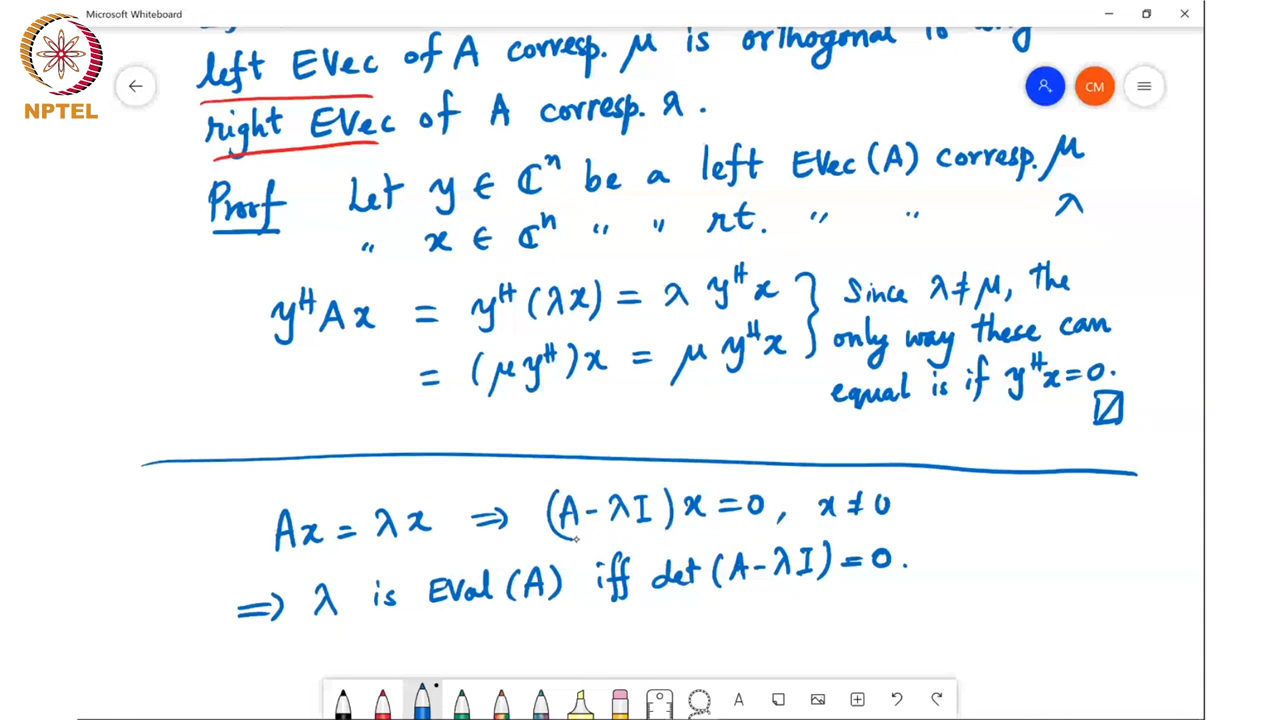 Microsoft Whiteboard
NPTEL
CM
left EVec of A corresp. μ is orthogonal to any
right EVec of A corresp. λ.
Proof Let y ∈ ℂⁿ be a left EVec (A) corresp. μ
" x ∈ ℂⁿ " " rt. " " λ
yᴴAx = yᴴ(λx) = λ yᴴx } Since λ≠μ, the
= (μyᴴ)x = μ yᴴx only way these can
equal is if yᴴx=0.
Ax = λx ⇒ (A-λI)x=0, x≠0
⇒ λ is EVal(A) iff det(A-λI)=0.
A